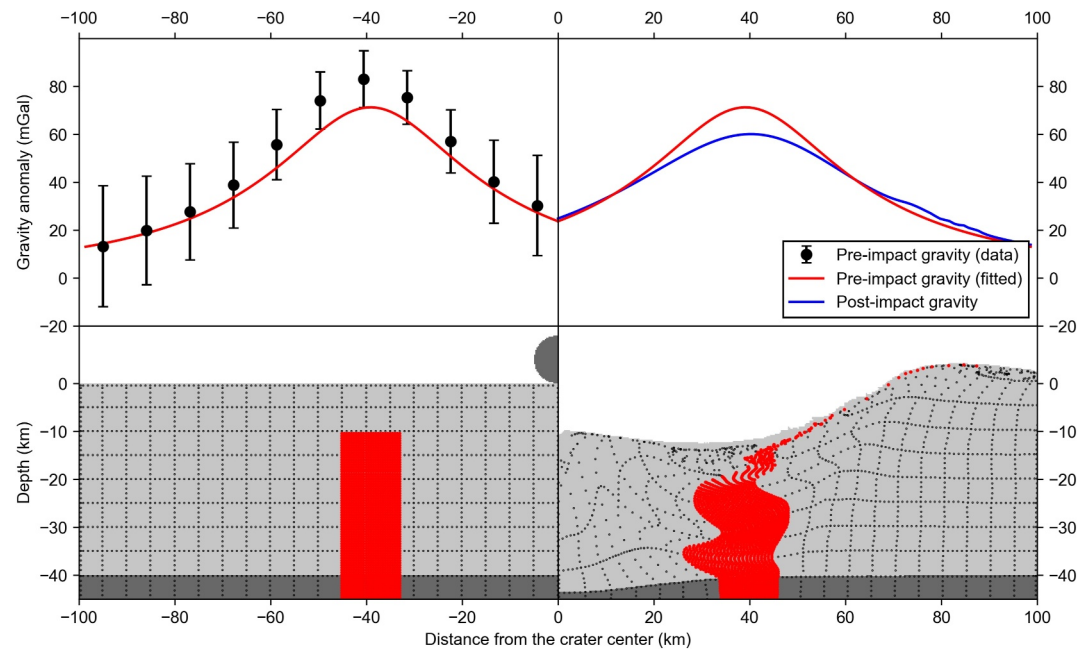 −100 −80 −60 −40 −20 0 20 40 60 80 100
80
60
40
20
0
−20
Gravity anomaly (mGal)
80
60
40
20
0
−20
Pre-impact gravity (data)
Pre-impact gravity (fitted)
Post-impact gravity
0
−10
−20
−30
−40
Depth (km)
0
−10
−20
−30
−40
−100 −80 −60 −40 −20 0 20 40 60 80 100
Distance from the crater center (km)